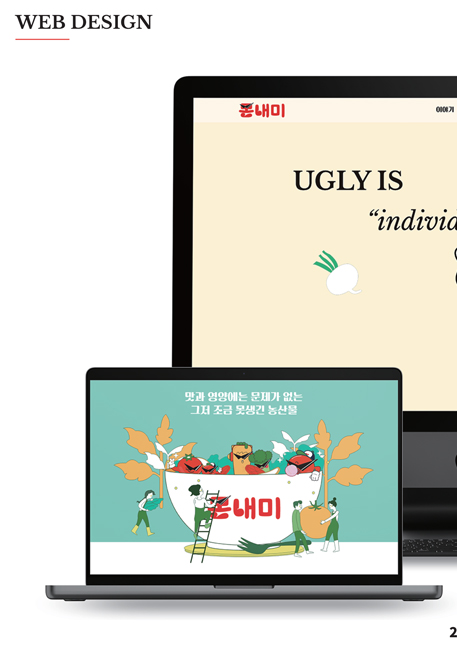 WEB DESIGN
못내미
이야기
UGLY IS
“individ
맛과 영양에는 문제가 없는
그저 조금 못생긴 농산물
못내미
2